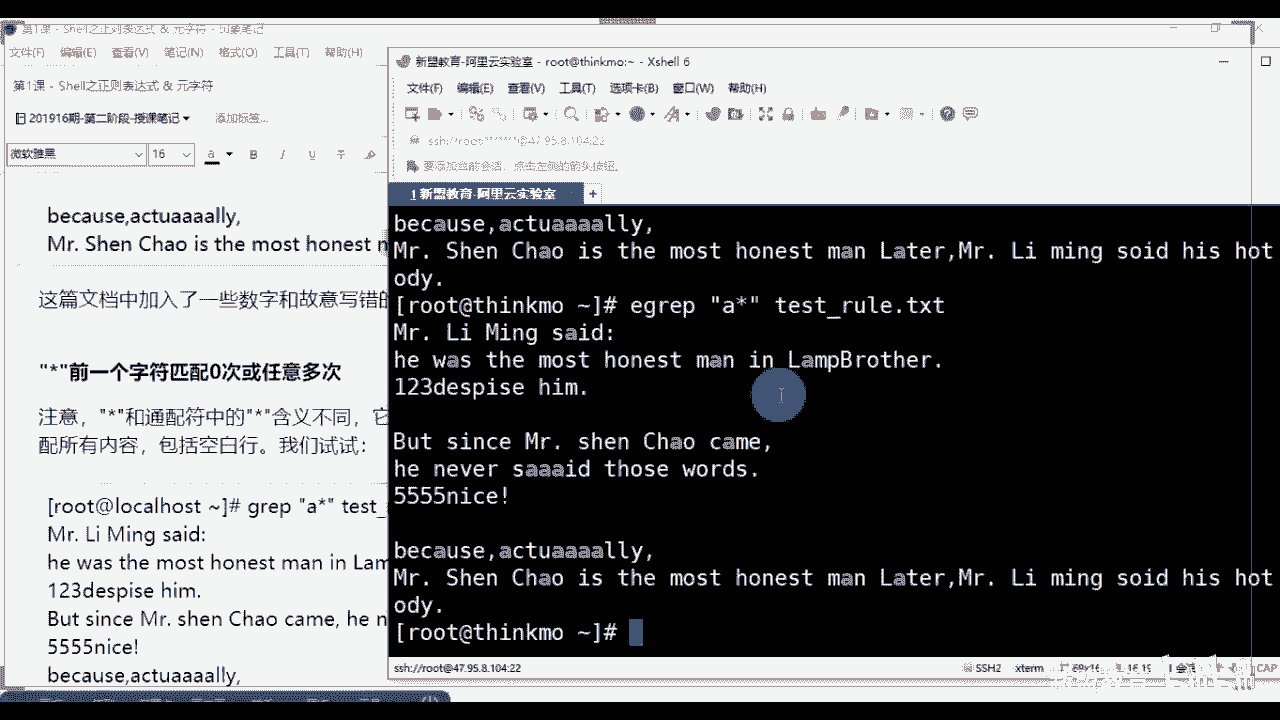 第1课 - Shell之正则表达式 & 元字符 - 印象笔记
文件(F) 编辑(E) 查看(V) 笔记(N) 格式(O) 工具(T) 帮助(H)
第1课 - Shell之正则表达式 & 元字符
201916期-第二阶段-授课笔记 添加标签...
微软雅黑 16 a B I U T
because,actuaaaally,
Mr. Shen Chao is the most honest
这篇文档中加入了一些数字和故意写错的
"*"前一个字符匹配0次或任意多次
注意，"*"和通配符中的"*"含义不同，它
配所有内容，包括空白行。我们试试：
[root@localhost ~]# grep "a*" test_
Mr. Li Ming said:
he was the most honest man in Lam
123despise him.
But since Mr. shen Chao came, he n
5555nice!
because,actuaaaally,
新盟教育-阿里云实验室 - root@thinkmo:~ - Xshell 6
文件(F) 编辑(E) 查看(V) 工具(T) 选项卡(B) 窗口(W) 帮助(H)
ssh://root:******@47.95.8.104:22
要添加当前会话，点击左侧的箭头按钮。
1 新盟教育-阿里云实验室 +
because,actuaaaally,
Mr. Shen Chao is the most honest man Later,Mr. Li ming soid his hot
ody.
[root@thinkmo ~]# egrep "a*" test_rule.txt
Mr. Li Ming said:
he was the most honest man in LampBrother.
123despise him.
But since Mr. shen Chao came,
he never saaaid those words.
5555nice!
because,actuaaaally,
Mr. Shen Chao is the most honest man Later,Mr. Li ming soid his hot
ody.
[root@thinkmo ~]#
ssh://root@47.95.8.104:22 SSH2 xterm CAP